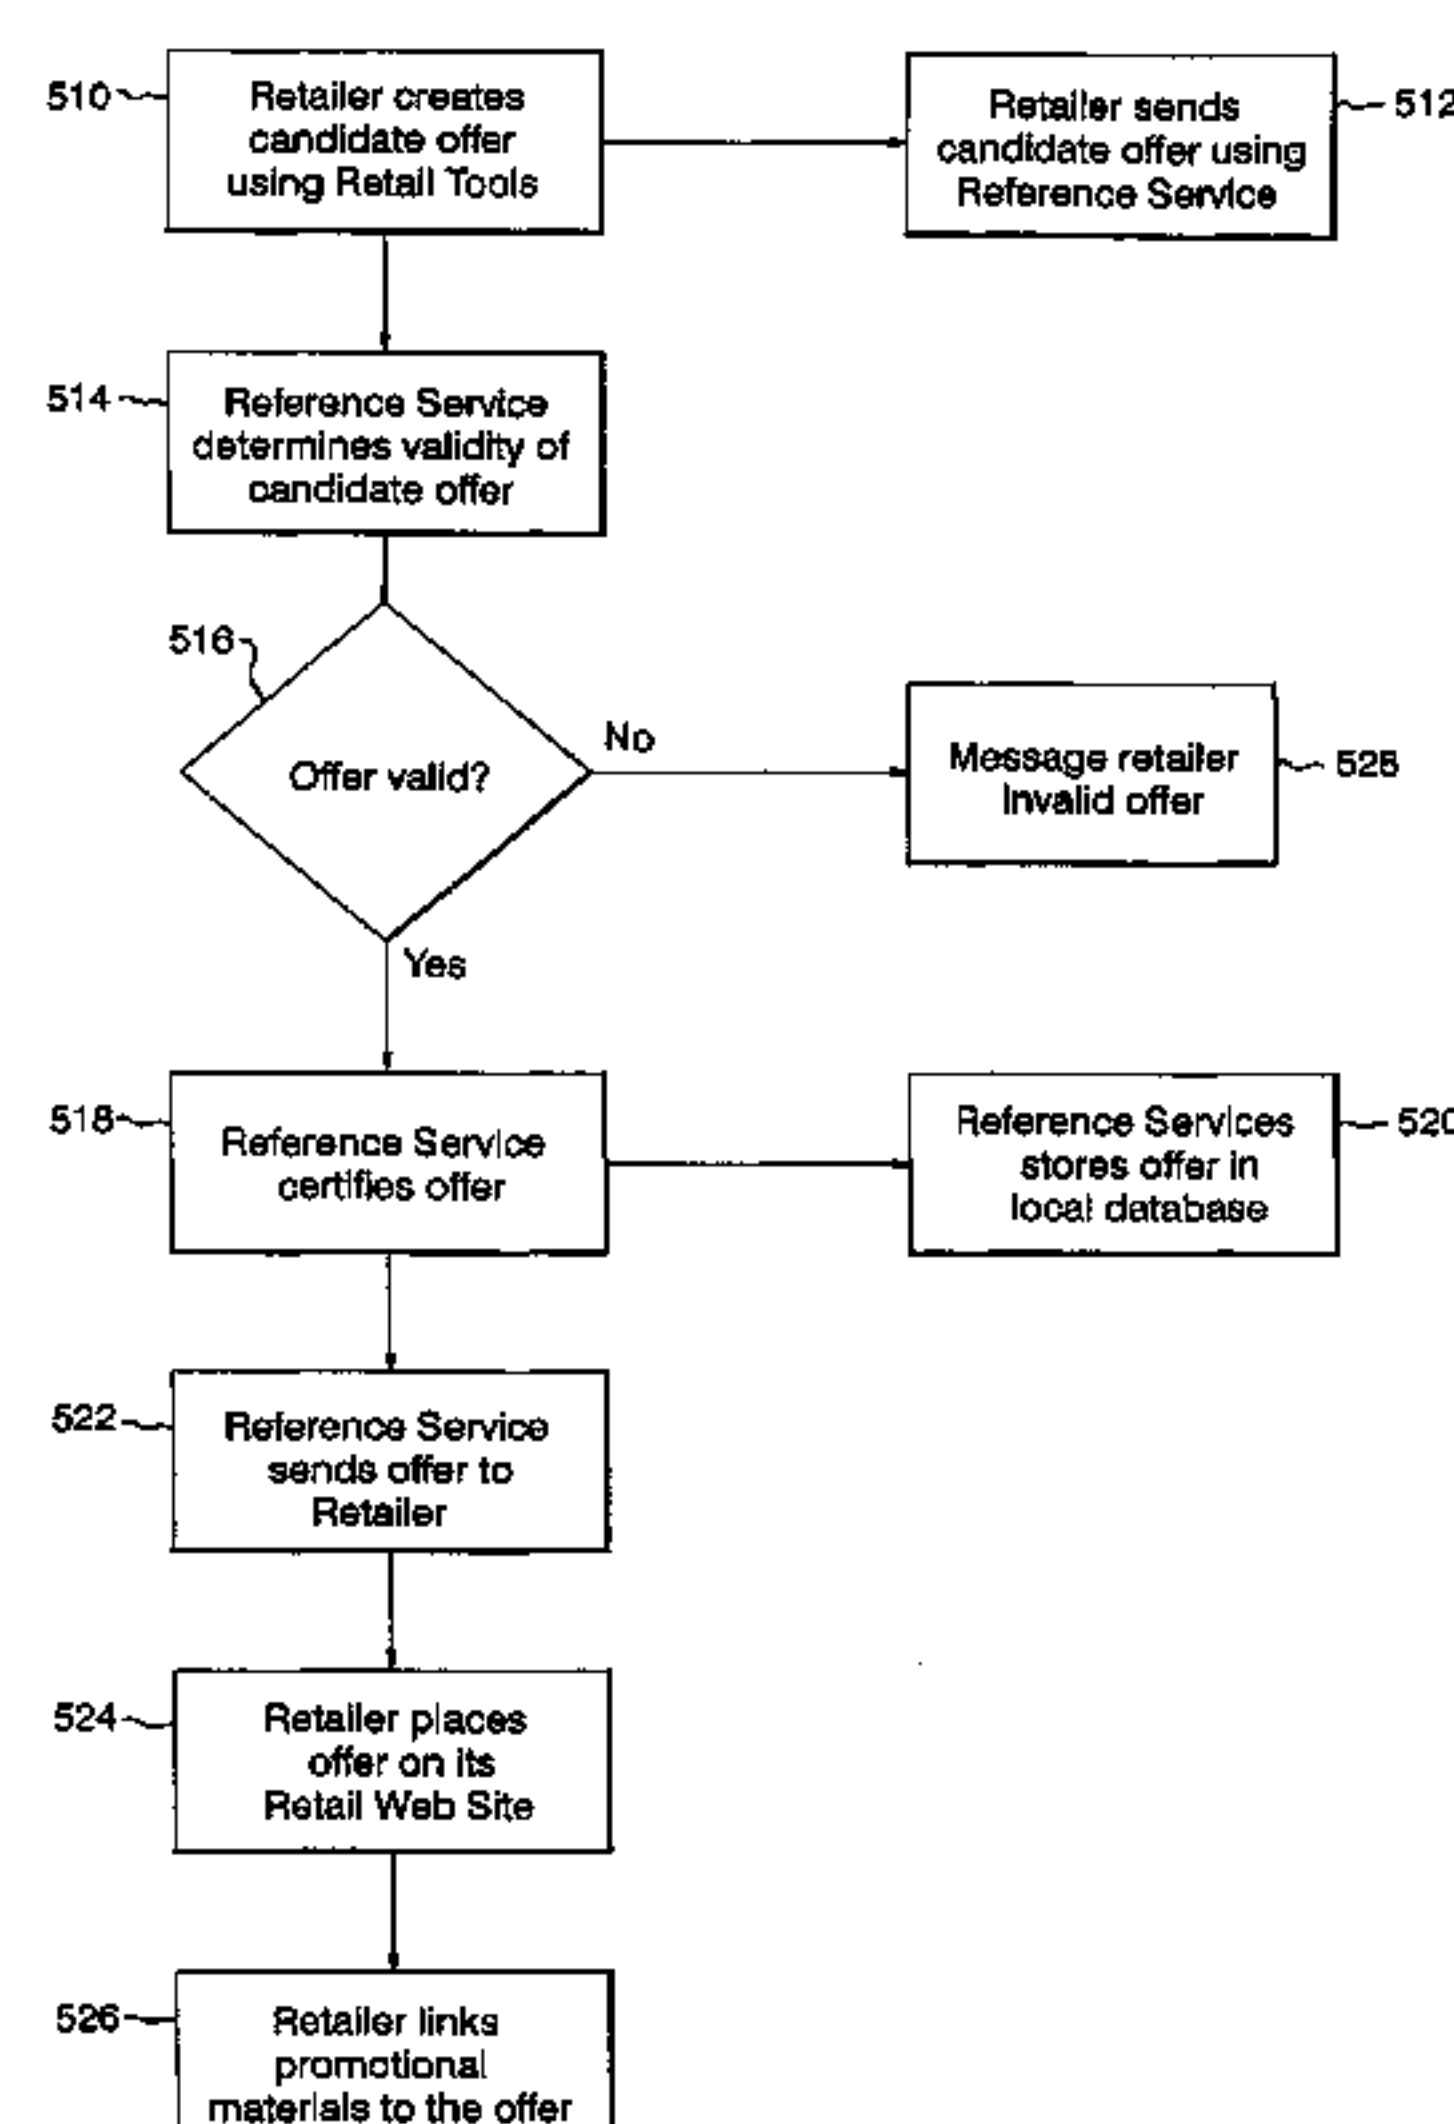 510
Retailer creates
candidate offer
using Retail Tools
Retailer sends
candidate offer using
Reference Service
512
514
Reference Service
determines validity of
candidate offer
516
Offer valid?
No
Message retailer
Invalid offer
Yes
518
Reference Service
certifies offer
Reference Services
stores offer in
local database
520
522
Reference Service
sends offer to
Retailer
524
Retailer places
offer on its
Retail Web Site
526
Retailer links
promotional
materials to the offer